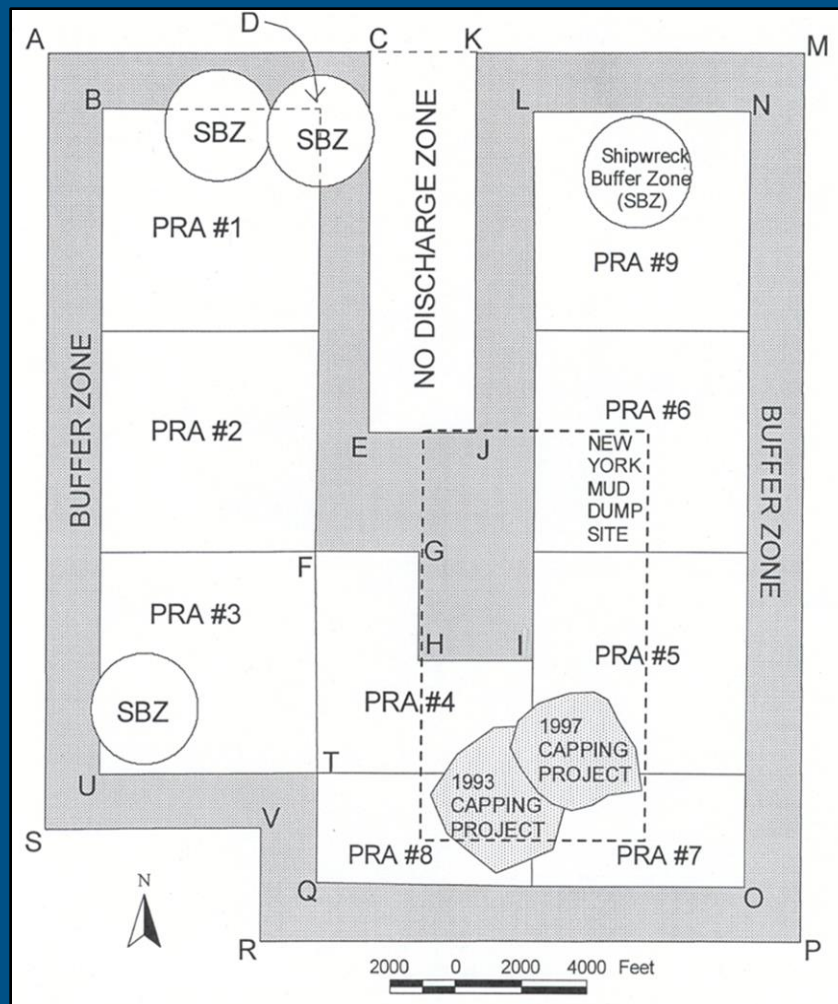 D
A
C
K
M
B
L
N
SBZ
SBZ
Shipwreck
Buffer Zone
(SBZ)
PRA #1
NO DISCHARGE ZONE
PRA #9
BUFFER ZONE
PRA #2
PRA #6
E
J
NEW
YORK
MUD
DUMP
SITE
BUFFER ZONE
F
G
PRA #3
H
I
PRA #5
SBZ
PRA #4
1997
CAPPING
PROJECT
U
T
1993
CAPPING
PROJECT
S
V
PRA #8
PRA #7
Q
O
N
R
P
2000 0 2000 4000 Feet